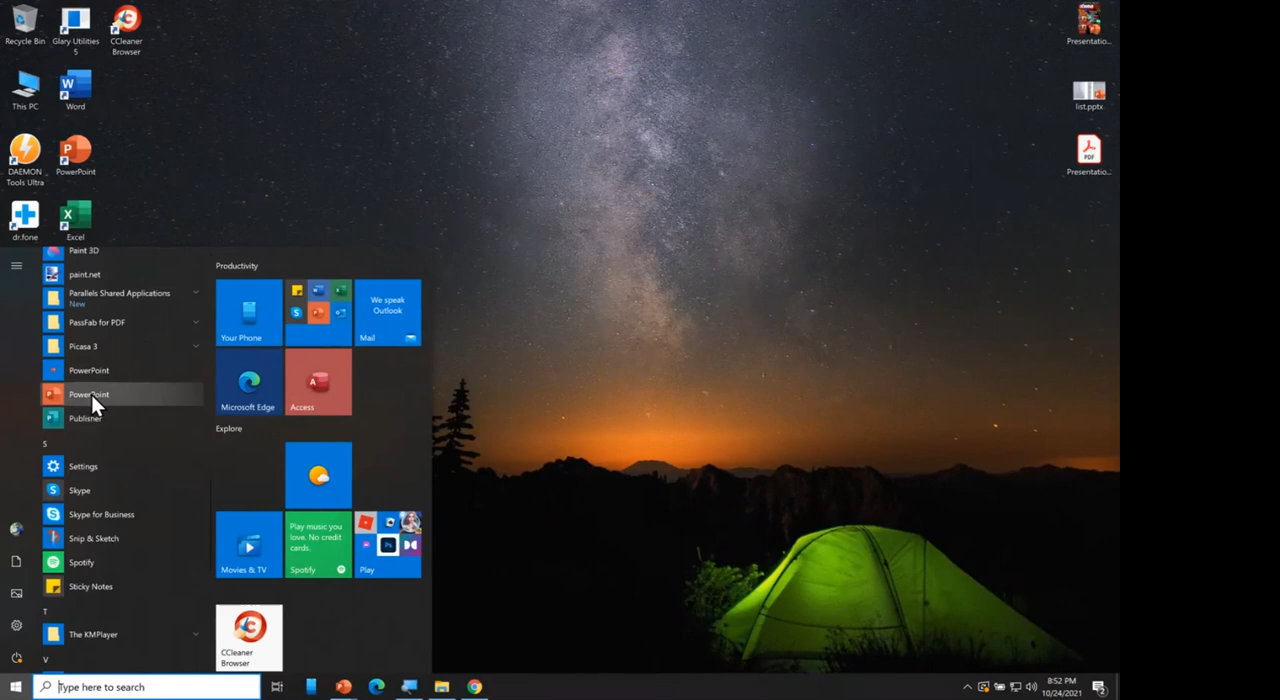 Recycle Bin
Glary Utilities
5
CCleaner
Browser
This PC
Word
DAEMON
Tools Ultra
PowerPoint
dr.fone
Excel
Presentatio...
list.pptx
PDF
Presentatio...
Paint 3D
paint.net
Parallels Shared Applications
New
PassFab for PDF
Picasa 3
PowerPoint
PowerPoint
Publisher
S
Settings
Skype
Skype for Business
Snip & Sketch
Spotify
Sticky Notes
T
The KMPlayer
V
Productivity
Your Phone
We speak
Outlook
Mail
Microsoft Edge
Access
Explore
Movies & TV
Play music you
love. No credit
cards.
Spotify
Play
CCleaner
Browser
Type here to search
8:52 PM
10/24/2021
2